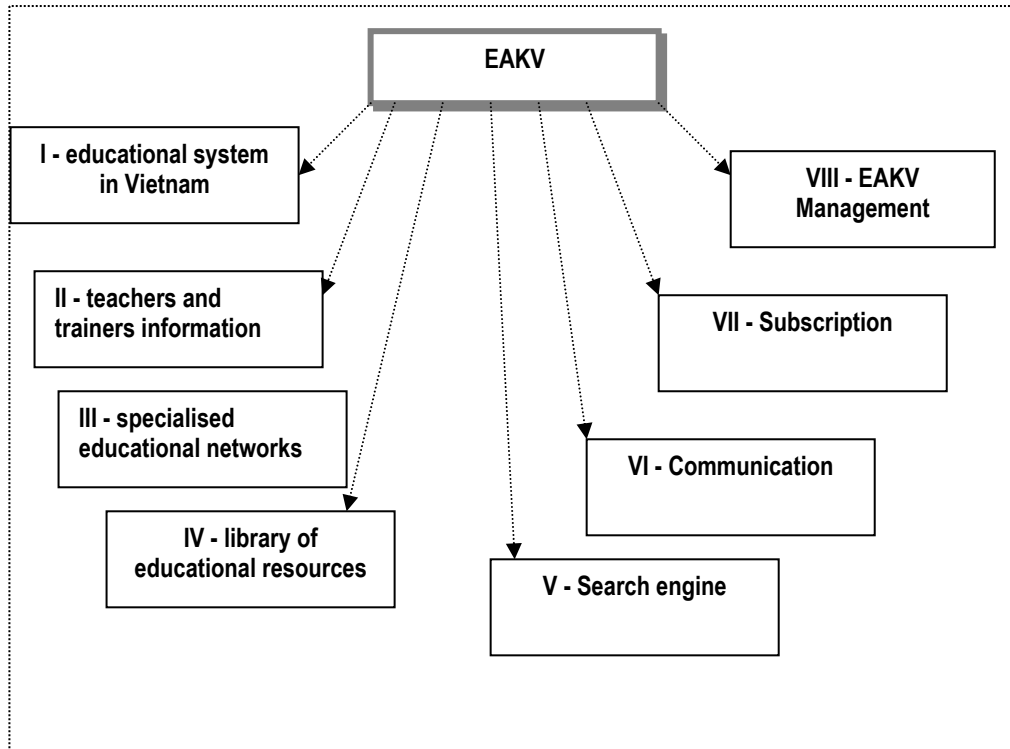 EAKV
I - educational system
in Vietnam
II - teachers and
trainers information
III - specialised
educational networks
IV - library of
educational resources
V - Search engine
VI - Communication
VII - Subscription
VIII - EAKV
Management